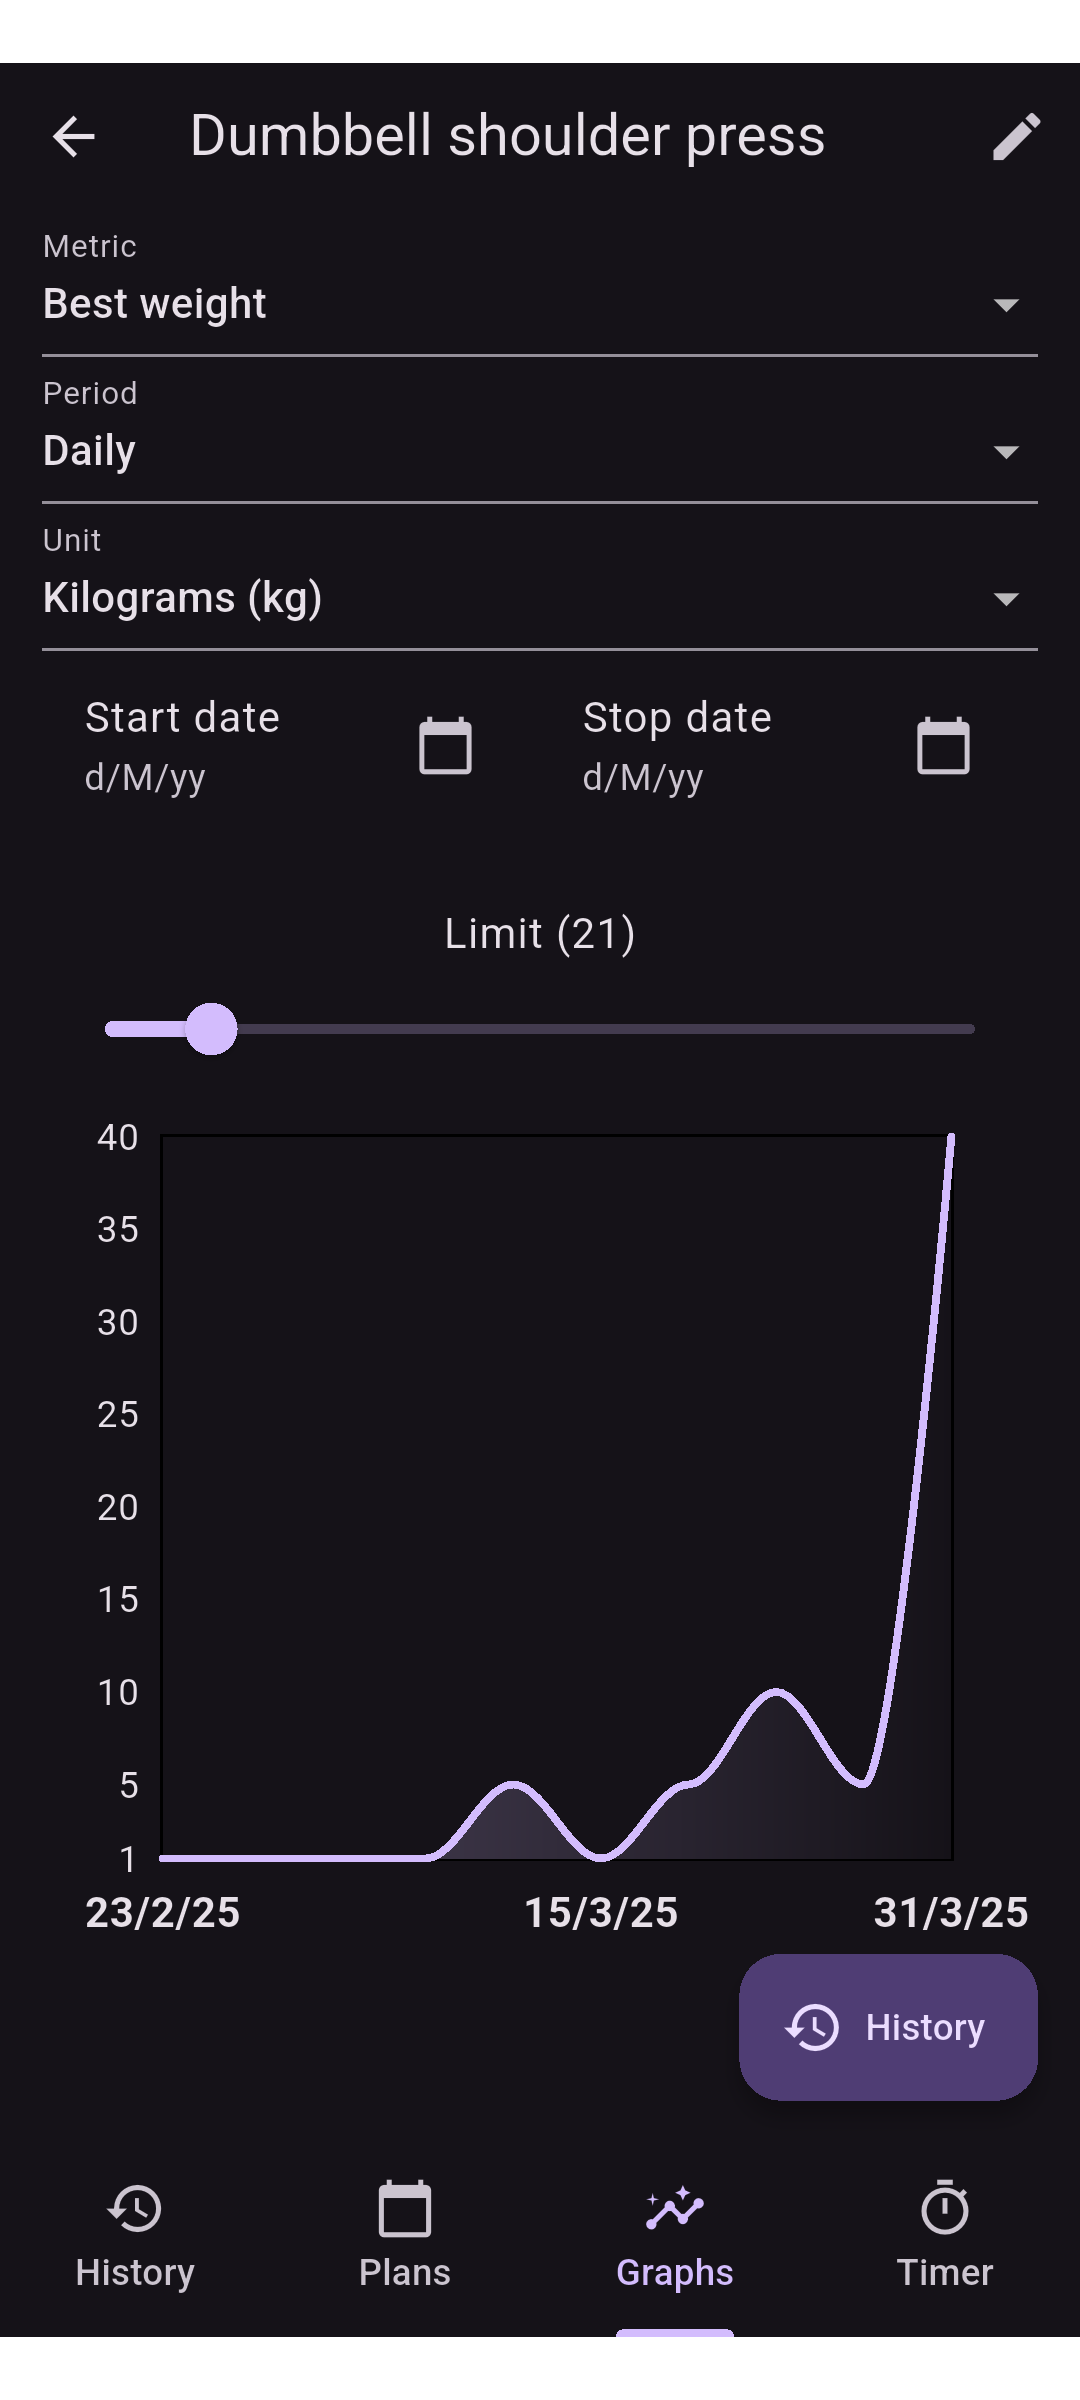 Dumbbell shoulder press
Metric
Best weight
Period
Daily
Unit
Kilograms (kg)
Start date
d/M/yy
Stop date
d/M/yy
Limit (21)
40
35
30
25
20
15
10
5
1
23/2/25 15/3/25 31/3/25
History
History Plans Graphs Timer